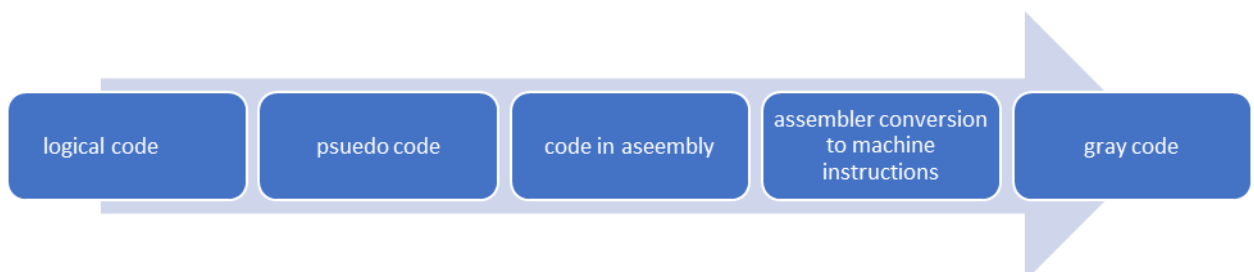 logical code
psuedo code
code in aseembly
assembler conversion
to machine
instructions
gray code